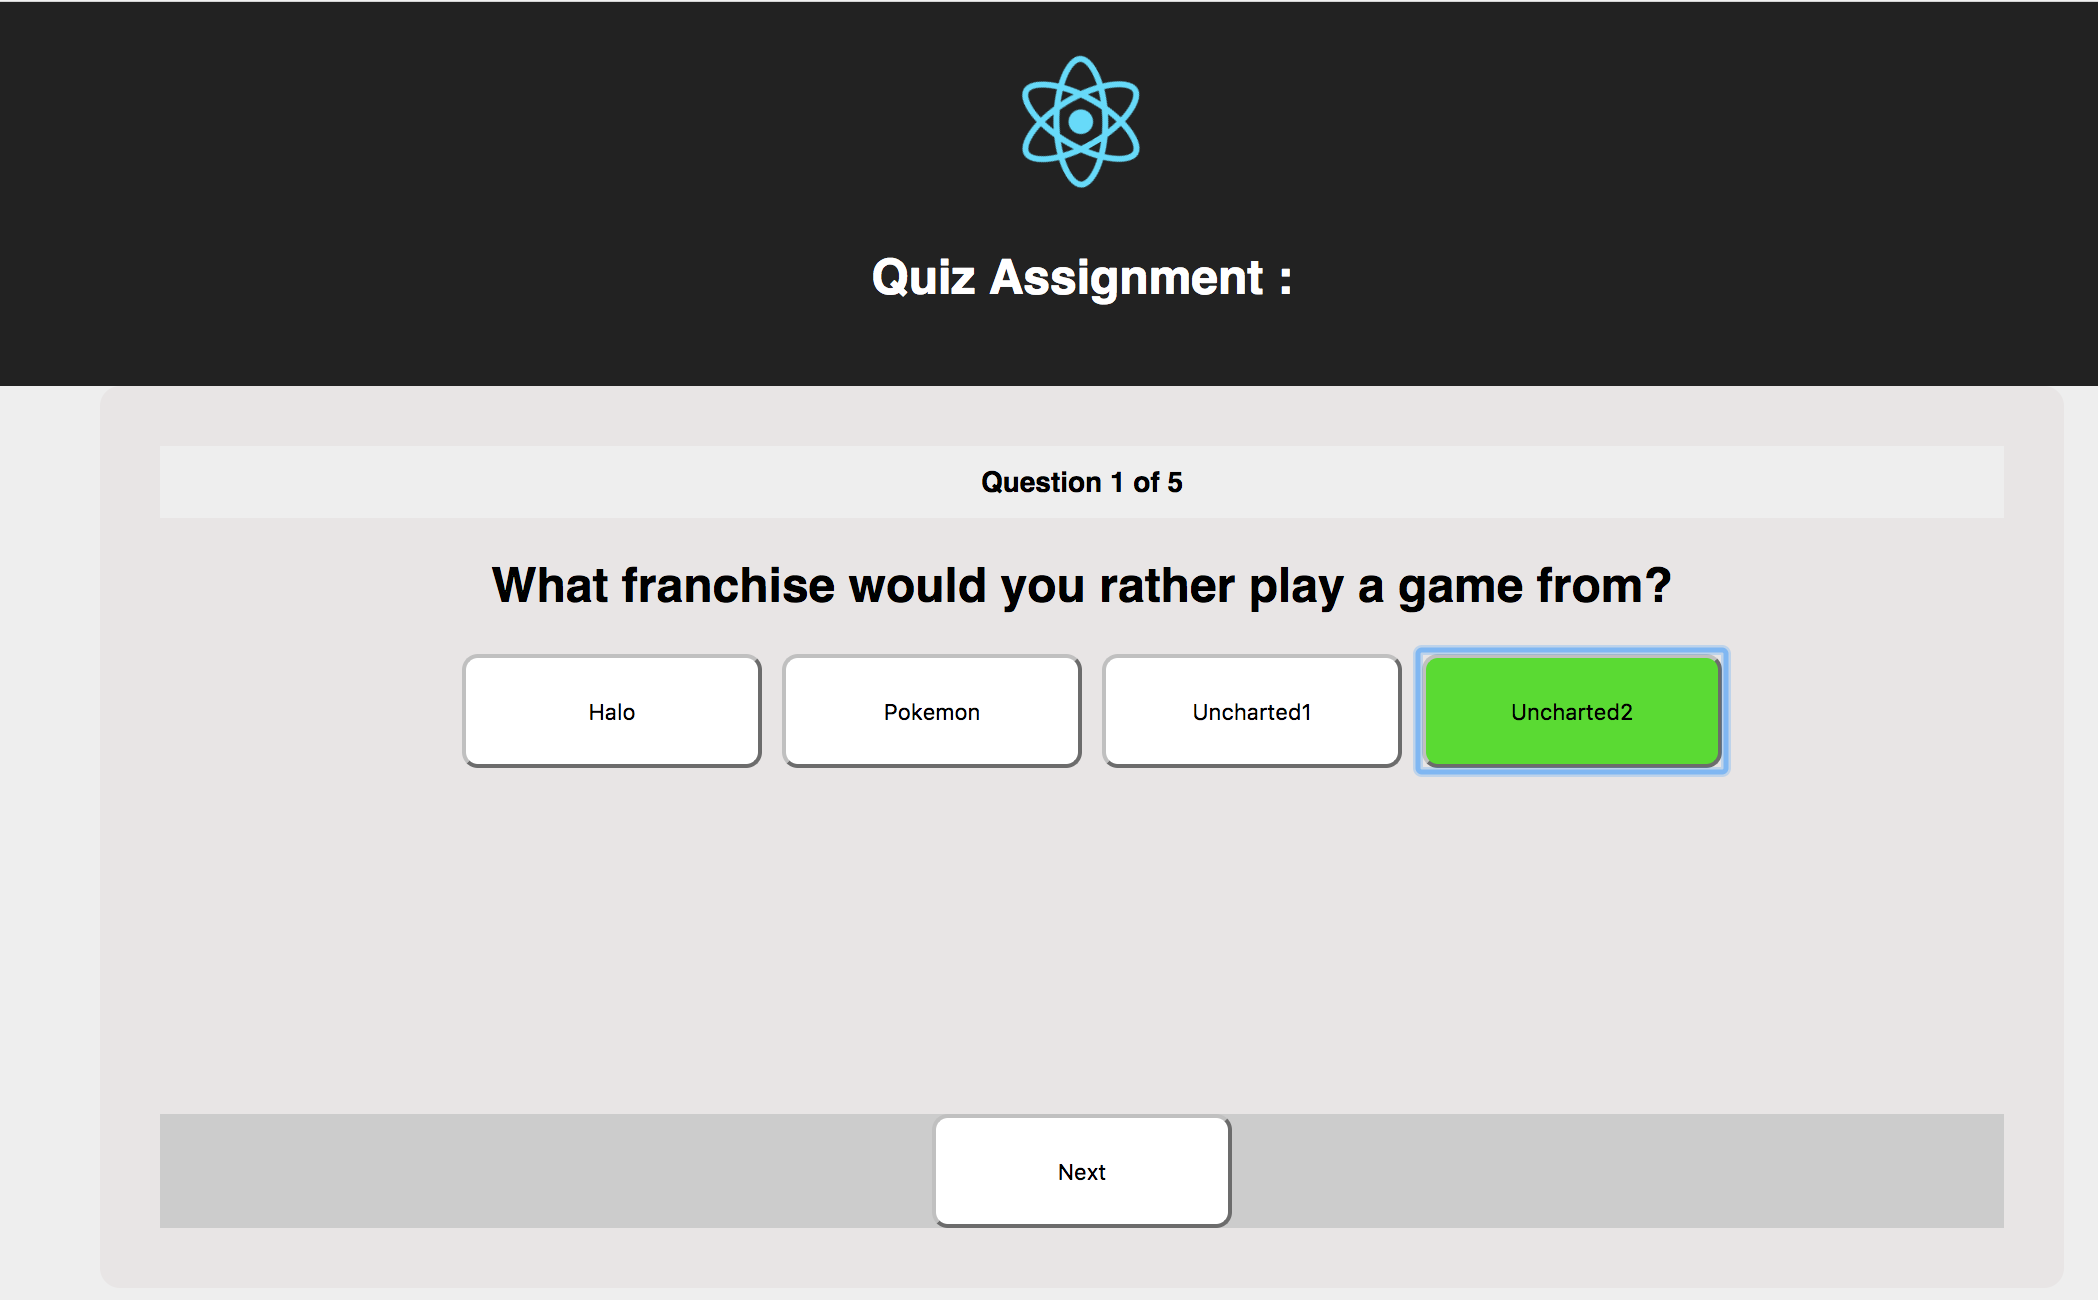 Quiz Assignment :
Question 1 of 5
What franchise would you rather play a game from?
Halo Pokemon Uncharted1 Uncharted2
Next